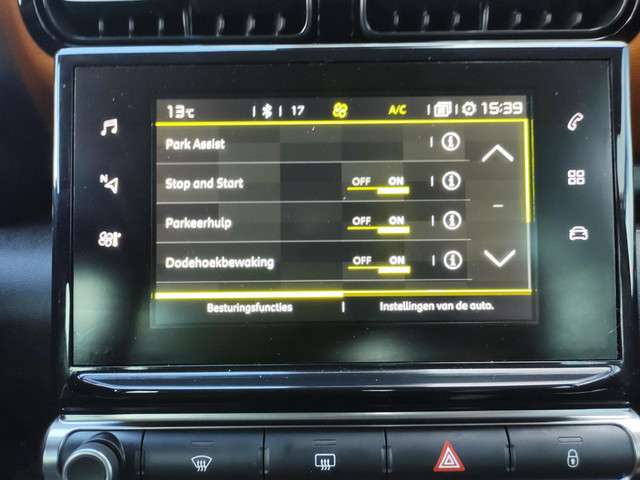 13°C 17 A/C 15:39
N
Park Assist
Stop and Start OFF ON
Parkeerhulp OFF ON
Dodehoekbewaking OFF ON
Besturingsfuncties Instellingen van de auto.